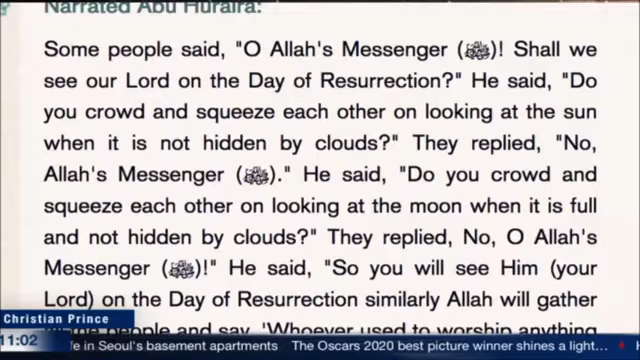 Narrated Abu Huraira:
Some people said, "O Allah's Messenger (ﷺ)! Shall we
see our Lord on the Day of Resurrection?" He said, "Do
you crowd and squeeze each other on looking at the sun
when it is not hidden by clouds?" They replied, "No,
Allah's Messenger (ﷺ)." He said, "Do you crowd and
squeeze each other on looking at the moon when it is full
and not hidden by clouds?" They replied, No, O Allah's
Messenger (ﷺ)!" He said, "So you will see Him (your
Lord) on the Day of Resurrection similarly Allah will gather
people and say, 'Whoever used to worship anything
Christian Prince
11:02
in Seoul's basement apartments The Oscars 2020 best picture winner shines a light...